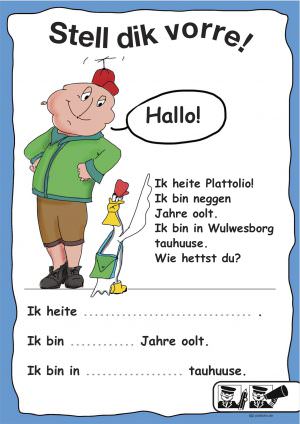 Stell dik vorre!
Hallo!
Ik heite Plattolio!
Ik bin neggen
Jahre oolt.
Ik bin in Wulwesborg
tauhuuse.
Wie hettst du?
Ik heite ............................... .
Ik bin ............... Jahre oolt.
Ik bin in .................... tauhuuse.